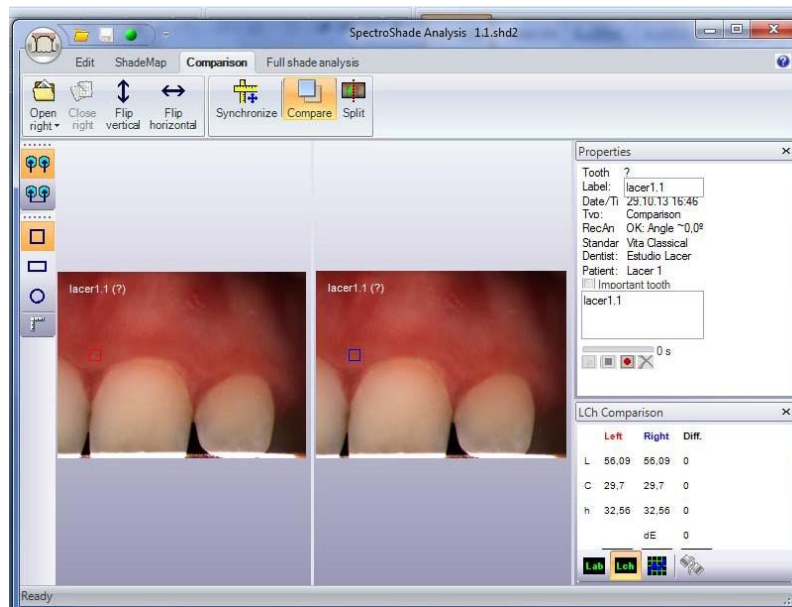 SpectroShade Analysis 1.1.shd2
Edit ShadeMap Comparison Full shade analysis
Open right
Close right
Flip vertical
Flip horizontal
Synchronize
Compare
Split
lacer1.1 (?)
lacer1.1 (?)
Properties
Tooth ?
Label: lacer1.1
Date/Ti 29.10.13 16:46
Typ: Comparison
RecAn OK: Angle ~0,0º
Standar Vita Classical
Dentist: Estudio Lacer
Patient: Lacer 1
Important tooth
lacer1.1
0 s
LCh Comparison
Left Right Diff.
L 56,09 56,09 0
C 29,7 29,7 0
h 32,56 32,56 0
dE 0
Lab Lch
Ready